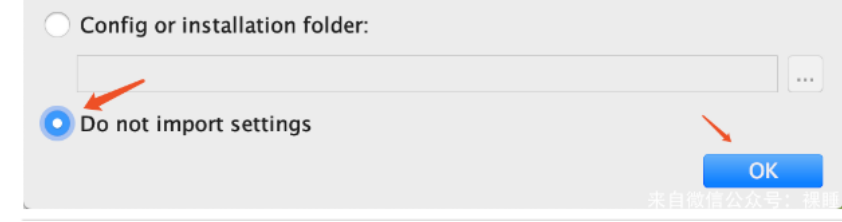 Config or installation folder:
...
Do not import settings
OK
来自微信公众号：裸睡